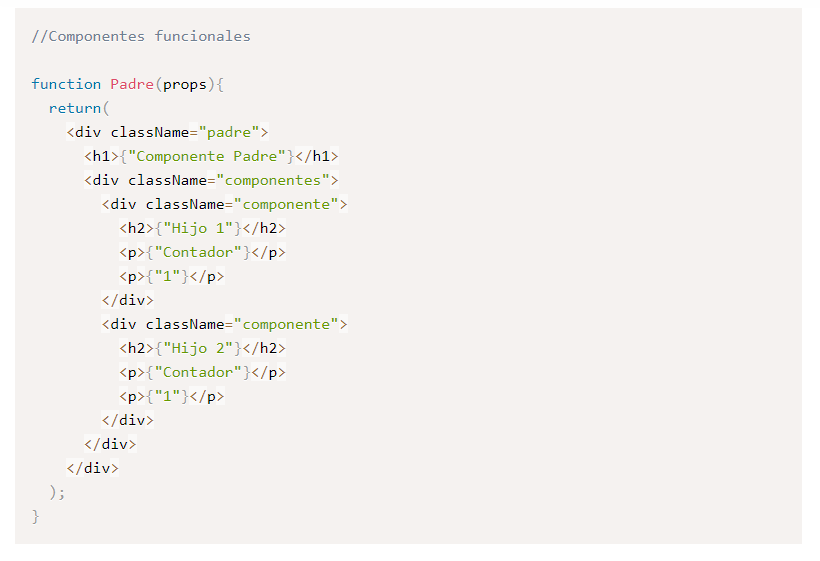 //Componentes funcionales
function Padre(props){
  return(
    <div className="padre">
      <h1>{"Componente Padre"}</h1>
      <div className="componentes">
        <div className="componente">
          <h2>{"Hijo 1"}</h2>
          <p>{"Contador"}</p>
          <p>{"1"}</p>
        </div>
        <div className="componente">
          <h2>{"Hijo 2"}</h2>
          <p>{"Contador"}</p>
          <p>{"1"}</p>
        </div>
      </div>
    </div>
  );
}